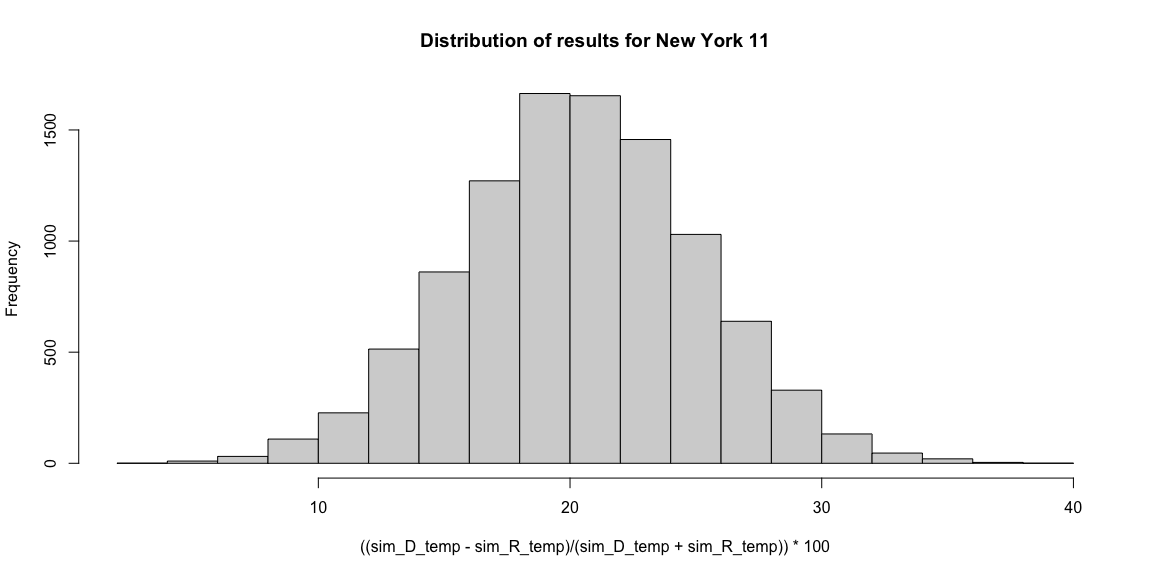 Distribution of results for New York 11
Frequency
1500
1000
500
0
10 20 30 40
((sim_D_temp - sim_R_temp)/(sim_D_temp + sim_R_temp)) * 100